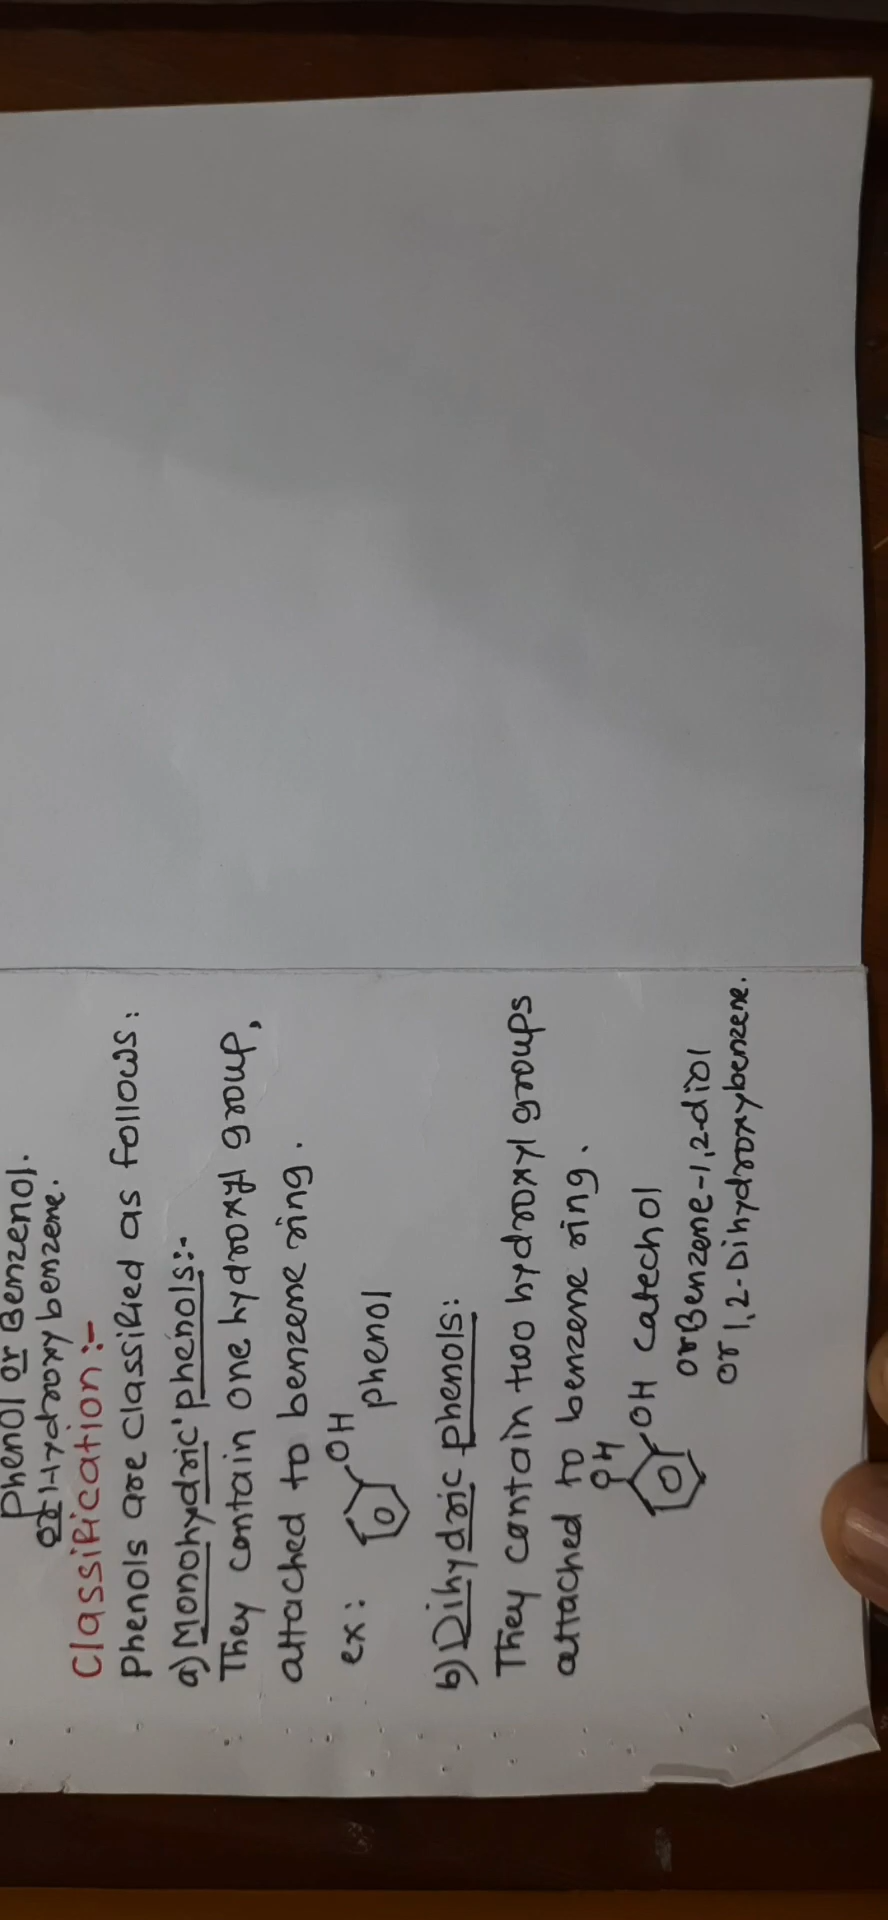 Phenol or Benzenol.
or 1-Hydroxy benzene.
Classification :-
Phenols are classified as follows:
a) Monohydric phenols:-
They contain one hydroxyl group,
attached to benzene ring.
ex: OH phenol
b) Dihydric phenols:
They contain two hydroxyl groups
attached to benzene ring.
OH
OH catechol
or Benzene-1,2-diol
or 1,2-Dihydroxybenzene.